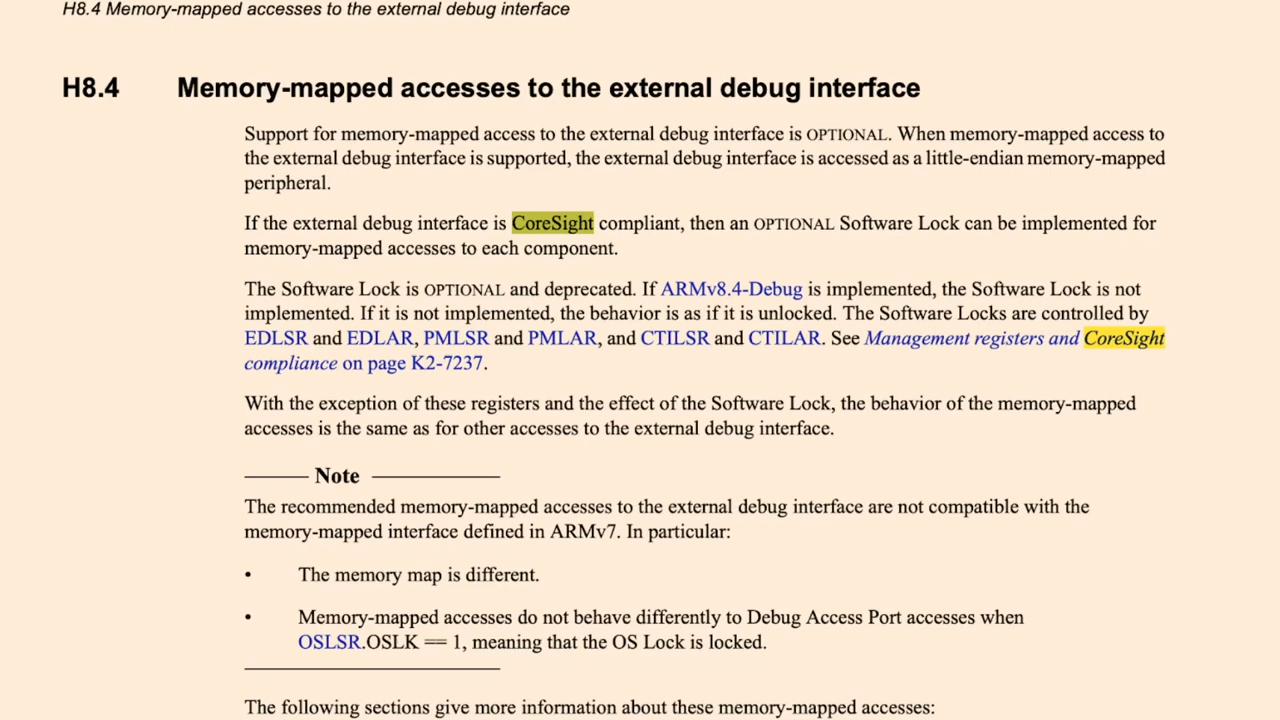 H8.4 Memory-mapped accesses to the external debug interface
H8.4 Memory-mapped accesses to the external debug interface
Support for memory-mapped access to the external debug interface is OPTIONAL. When memory-mapped access to
the external debug interface is supported, the external debug interface is accessed as a little-endian memory-mapped
peripheral.
If the external debug interface is CoreSight compliant, then an OPTIONAL Software Lock can be implemented for
memory-mapped accesses to each component.
The Software Lock is OPTIONAL and deprecated. If ARMv8.4-Debug is implemented, the Software Lock is not
implemented. If it is not implemented, the behavior is as if it is unlocked. The Software Locks are controlled by
EDLSR and EDLAR, PMLSR and PMLAR, and CTILSR and CTILAR. See Management registers and CoreSight
compliance on page K2-7237.
With the exception of these registers and the effect of the Software Lock, the behavior of the memory-mapped
accesses is the same as for other accesses to the external debug interface.
Note
The recommended memory-mapped accesses to the external debug interface are not compatible with the
memory-mapped interface defined in ARMv7. In particular:
• The memory map is different.
• Memory-mapped accesses do not behave differently to Debug Access Port accesses when
OSLSR.OSLK == 1, meaning that the OS Lock is locked.
The following sections give more information about these memory-mapped accesses: